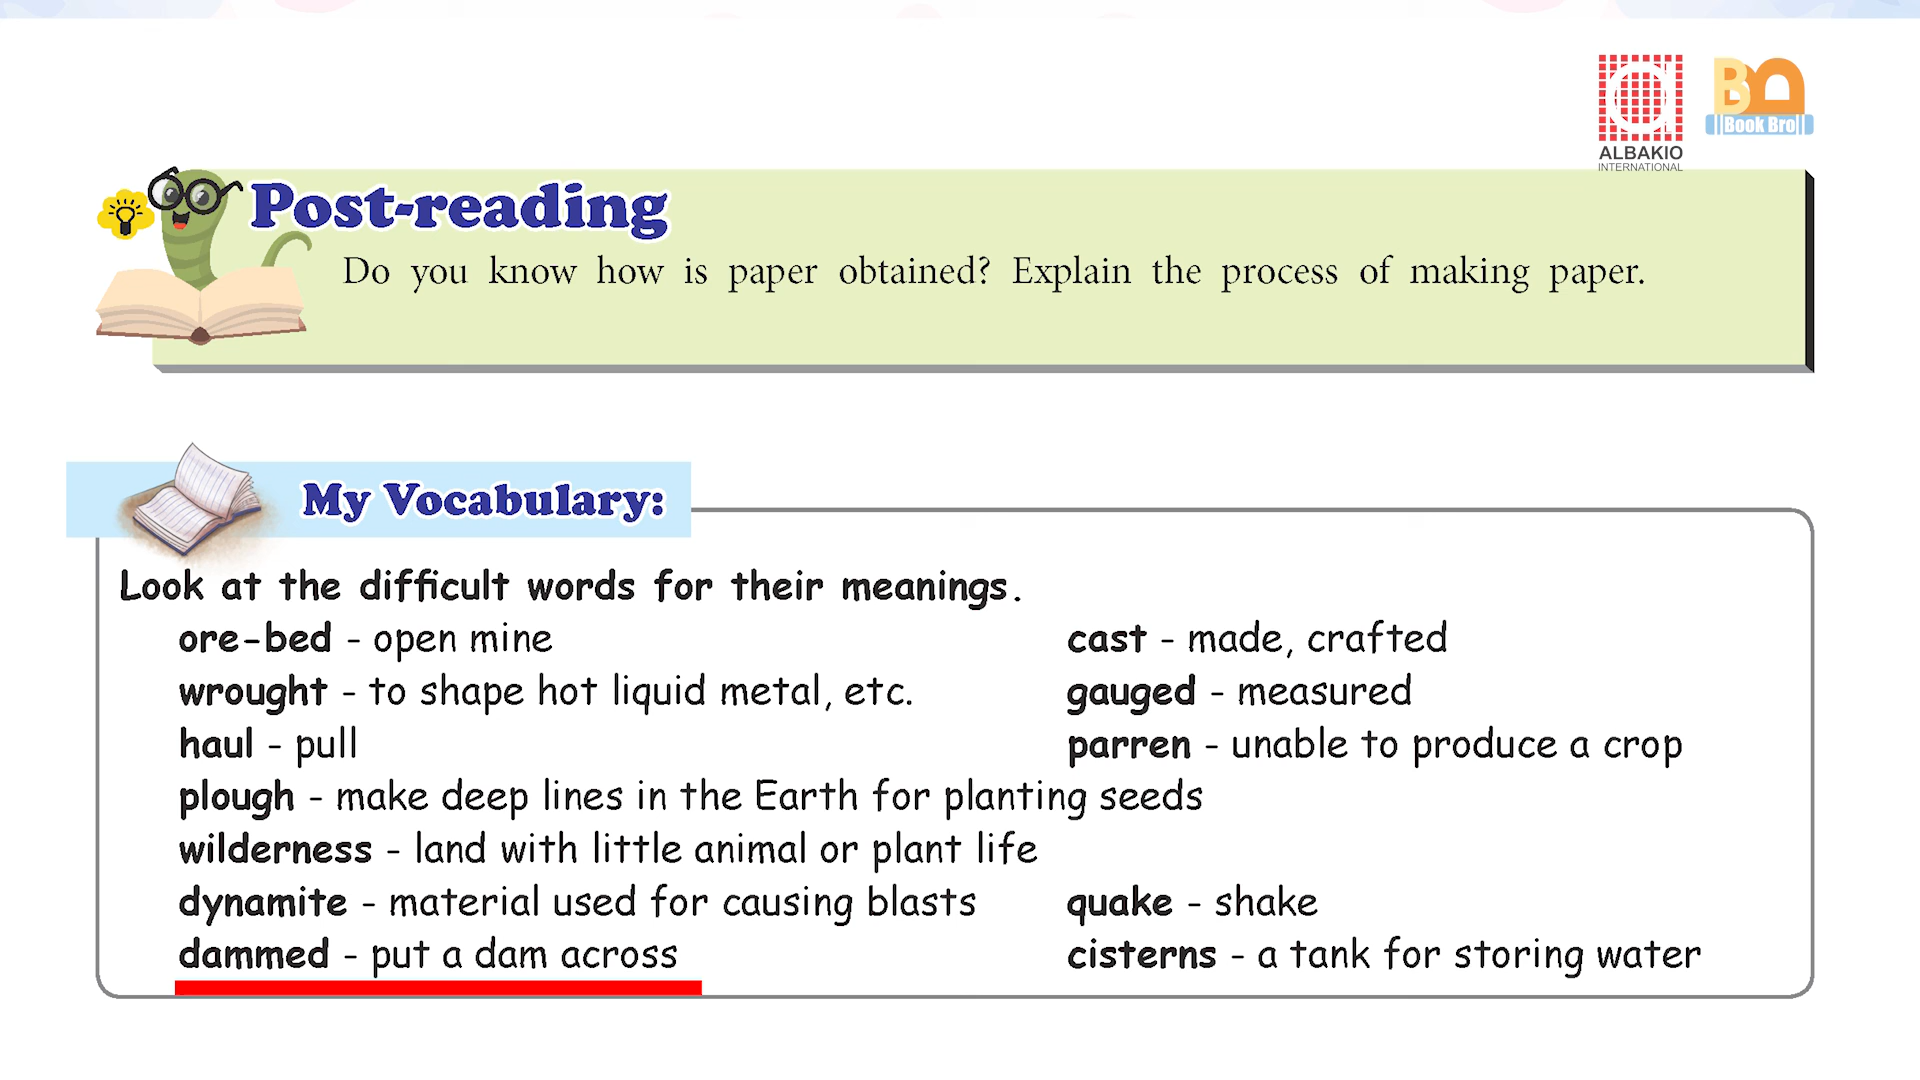 ALBAKIO
INTERNATIONAL
Book Bro
Post-reading
Do you know how is paper obtained? Explain the process of making paper.
My Vocabulary:
Look at the difficult words for their meanings.
ore-bed - open mine
cast - made, crafted
wrought - to shape hot liquid metal, etc.
gauged - measured
haul - pull
parren - unable to produce a crop
plough - make deep lines in the Earth for planting seeds
wilderness - land with little animal or plant life
dynamite - material used for causing blasts
quake - shake
dammed - put a dam across
cisterns - a tank for storing water